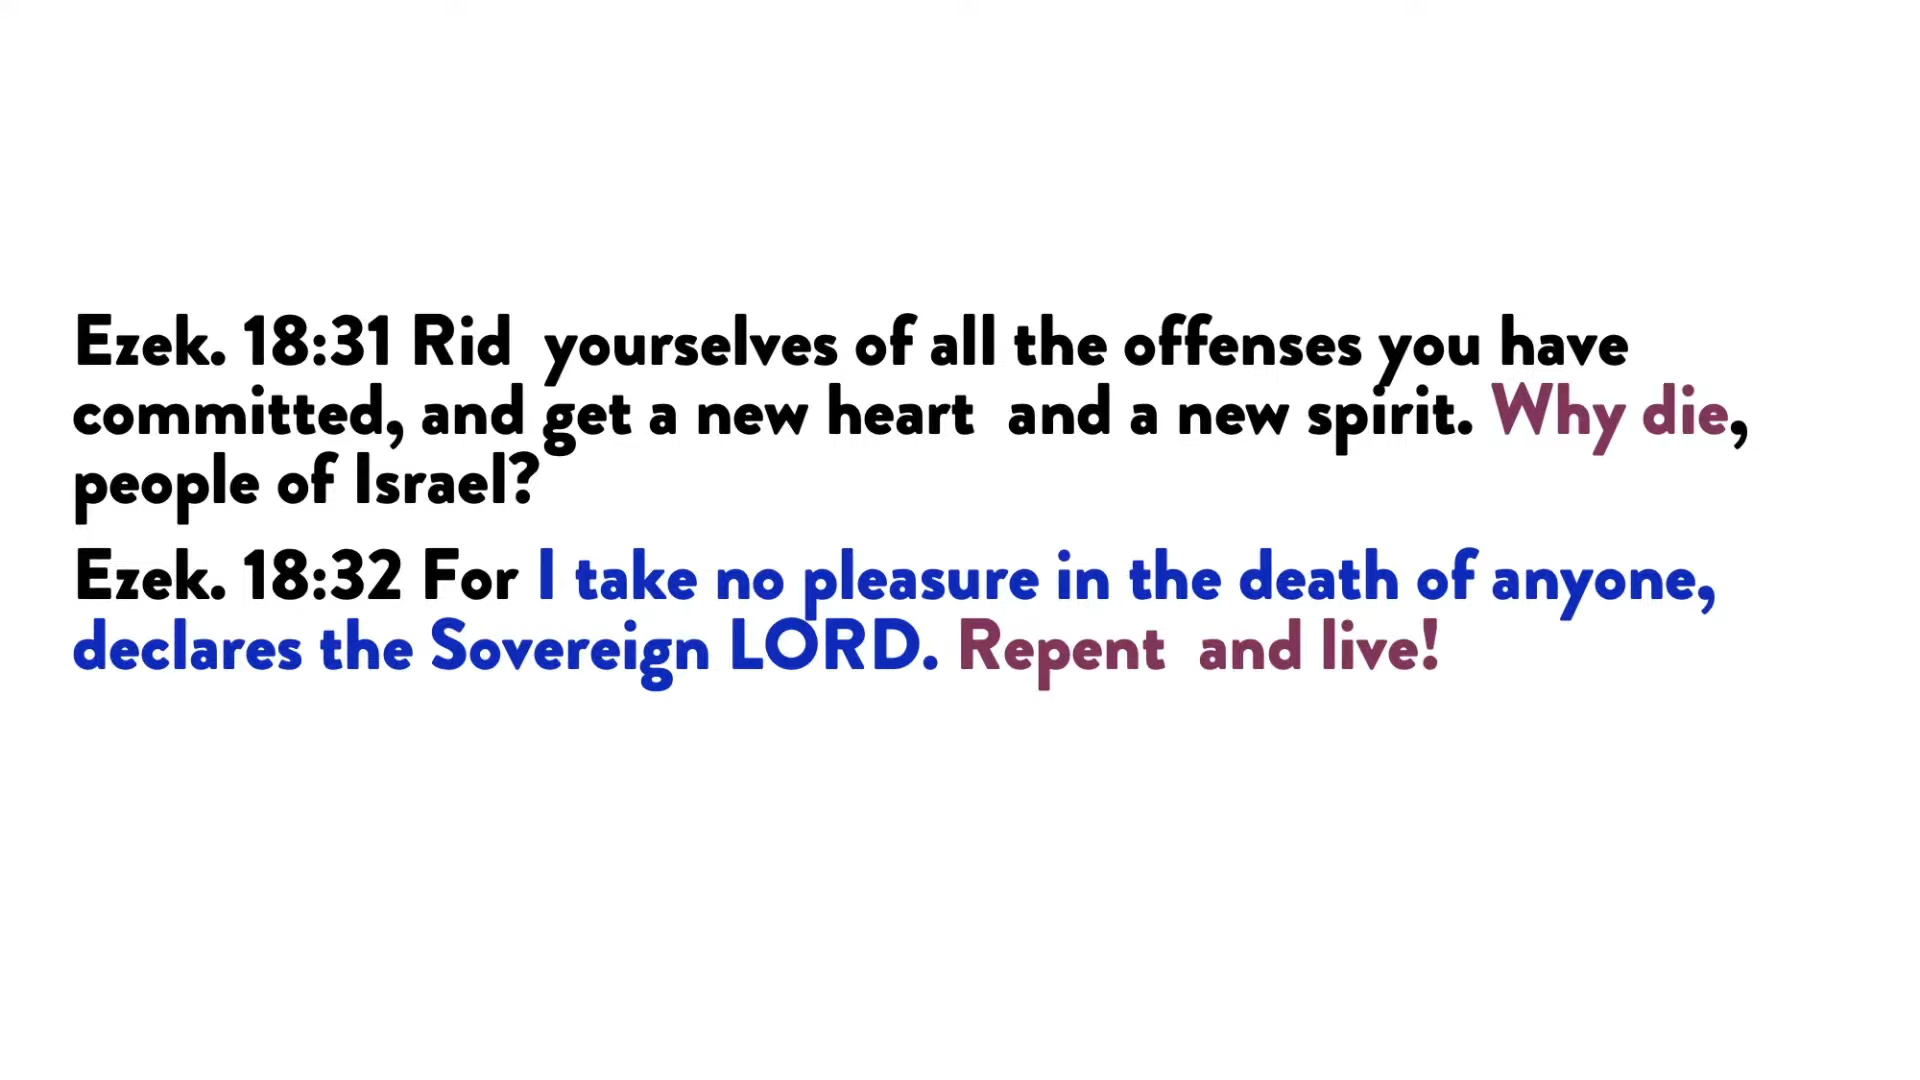 Ezek. 18:31 Rid  yourselves of all the offenses you have
committed, and get a new heart  and a new spirit. Why die,
people of Israel?
Ezek. 18:32 For I take no pleasure in the death of anyone,
declares the Sovereign LORD. Repent  and live!